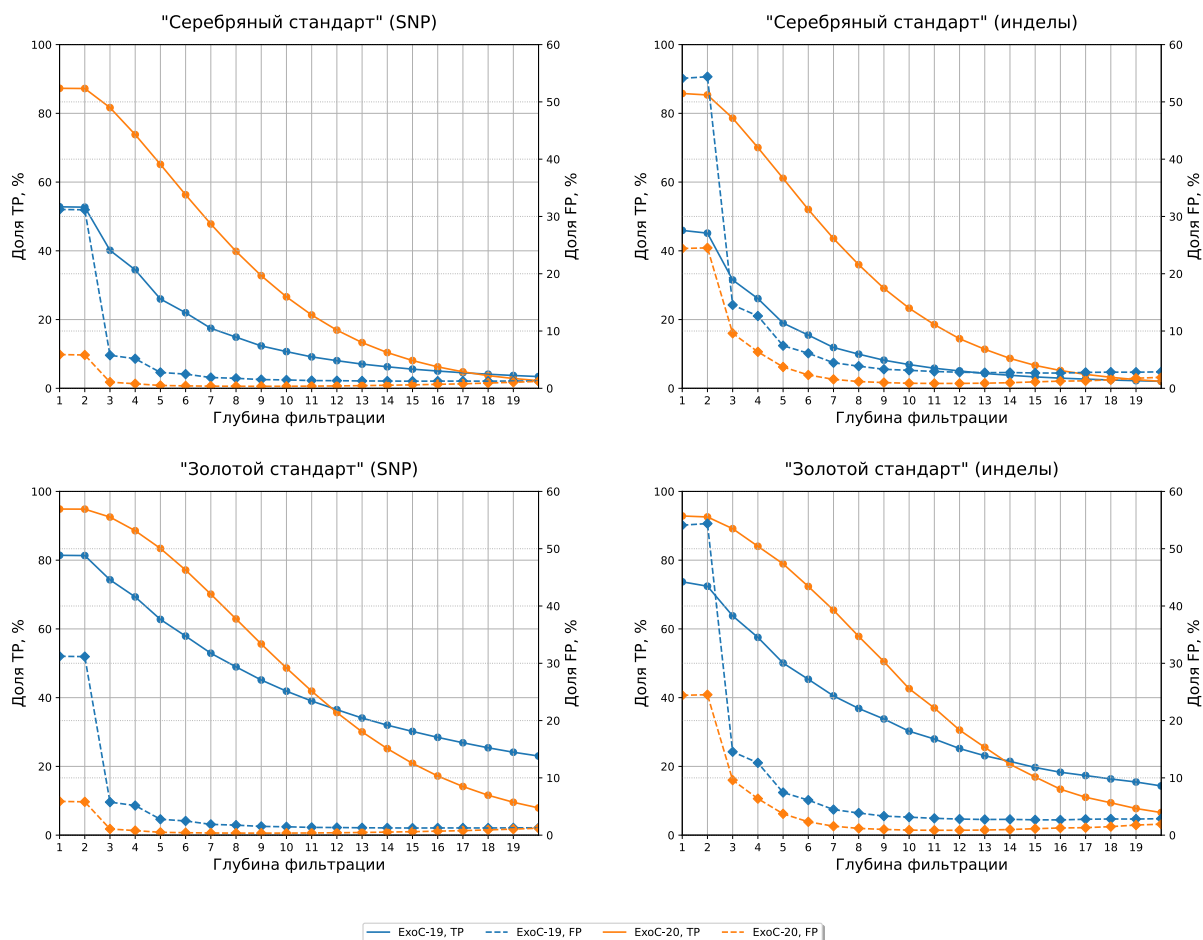 "Серебряный стандарт" (SNP)
100
80
60
40
20
0
Доля TP, %
60
50
40
30
20
10
0
Доля FP, %
1 2 3 4 5 6 7 8 9 10 11 12 13 14 15 16 17 18 19
Глубина фильтрации
"Серебряный стандарт" (инделы)
100
80
60
40
20
0
Доля TP, %
60
50
40
30
20
10
0
Доля FP, %
1 2 3 4 5 6 7 8 9 10 11 12 13 14 15 16 17 18 19
Глубина фильтрации
"Золотой стандарт" (SNP)
100
80
60
40
20
0
Доля TP, %
60
50
40
30
20
10
0
Доля FP, %
1 2 3 4 5 6 7 8 9 10 11 12 13 14 15 16 17 18 19
Глубина фильтрации
"Золотой стандарт" (инделы)
100
80
60
40
20
0
Доля TP, %
60
50
40
30
20
10
0
Доля FP, %
1 2 3 4 5 6 7 8 9 10 11 12 13 14 15 16 17 18 19
Глубина фильтрации
ExoC-19, TP ExoC-19, FP ExoC-20, TP ExoC-20, FP